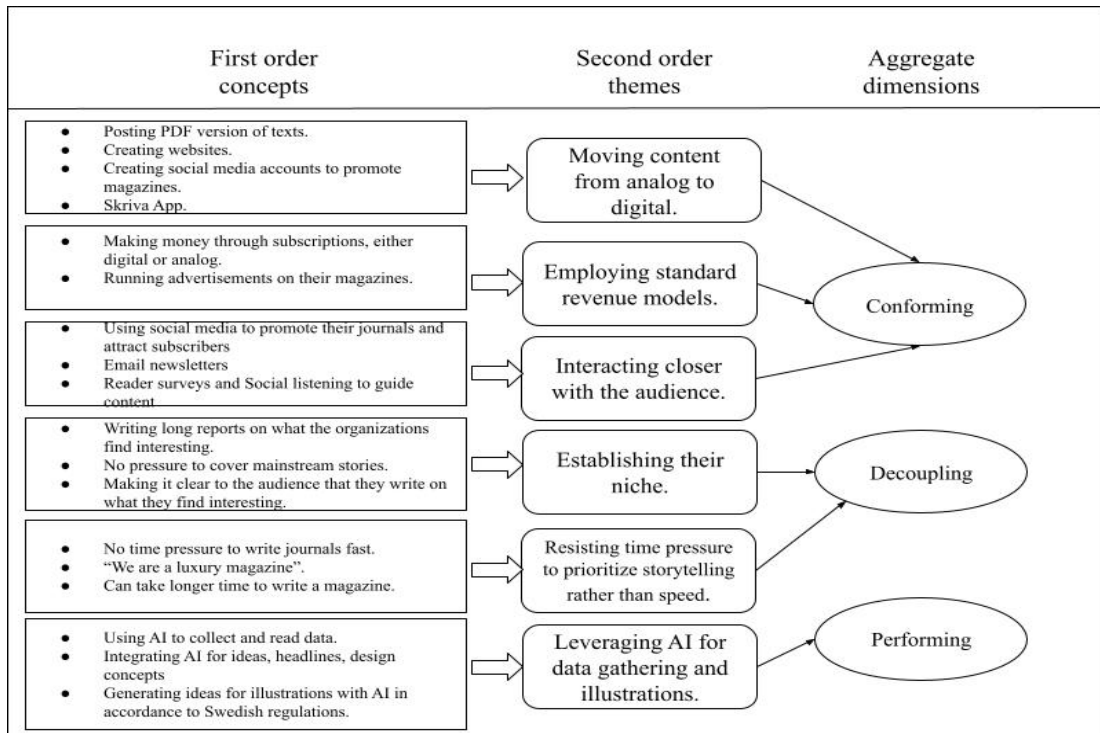 First order
concepts
Second order
themes
Aggregate
dimensions
● Posting PDF version of texts.
● Creating websites.
● Creating social media accounts to promote
magazines.
● Skriva App.
Moving content
from analog to
digital.
● Making money through subscriptions, either
digital or analog.
● Running advertisements on their magazines.
Employing standard
revenue models.
Conforming
● Using social media to promote their journals and
attract subscribers
● Email newsletters
● Reader surveys and Social listening to guide
content
Interacting closer
with the audience.
● Writing long reports on what the organizations
find interesting.
● No pressure to cover mainstream stories.
● Making it clear to the audience that they write on
what they find interesting.
Establishing their
niche.
Decoupling
● No time pressure to write journals fast.
● “We are a luxury magazine”.
● Can take longer time to write a magazine.
Resisting time pressure
to prioritize storytelling
rather than speed.
● Using AI to collect and read data.
● Integrating AI for ideas, headlines, design
concepts
● Generating ideas for illustrations with AI in
accordance to Swedish regulations.
Leveraging AI for
data gathering and
illustrations.
Performing